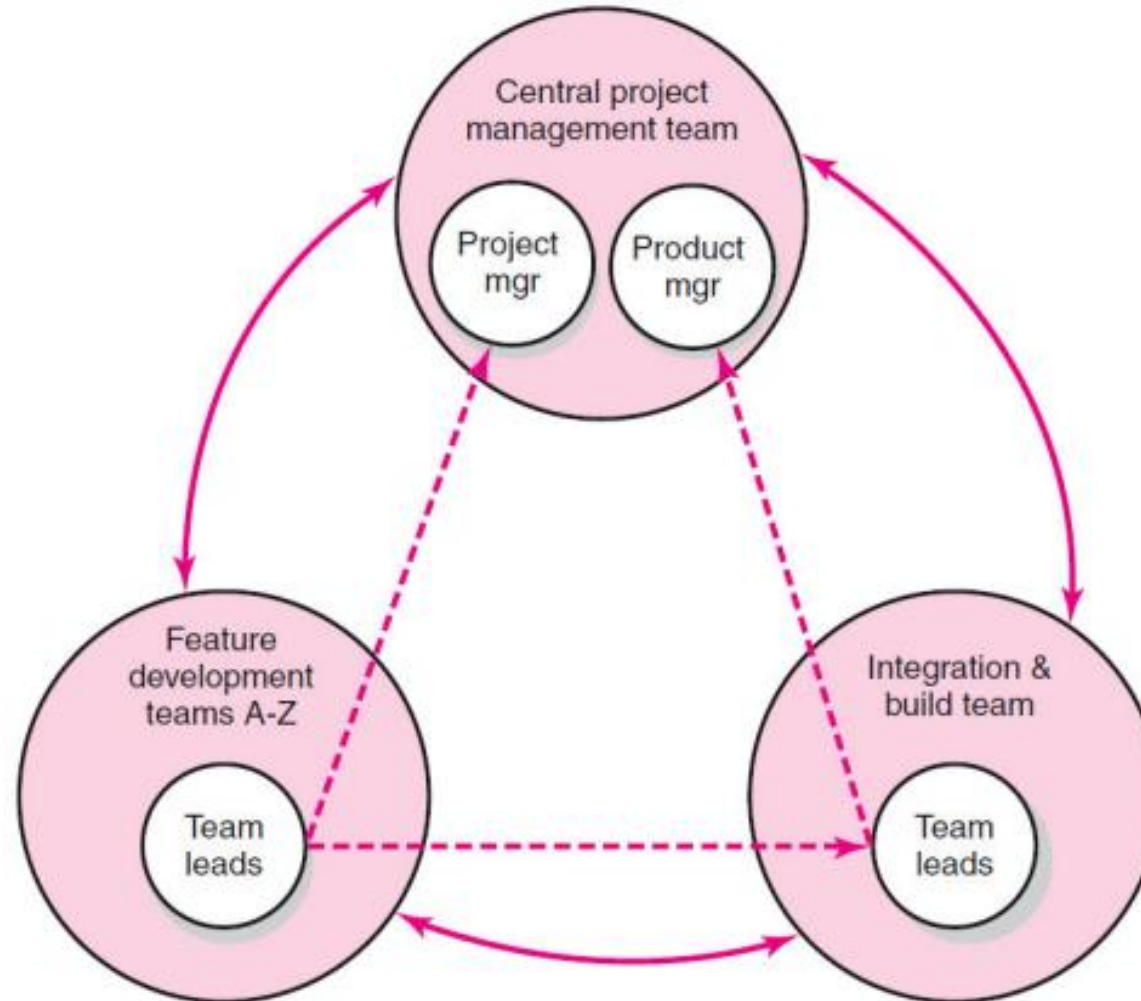 Central project
management team
Project
mgr
Product
mgr
Feature
development
teams A-Z
Team
leads
Integration &
build team
Team
leads